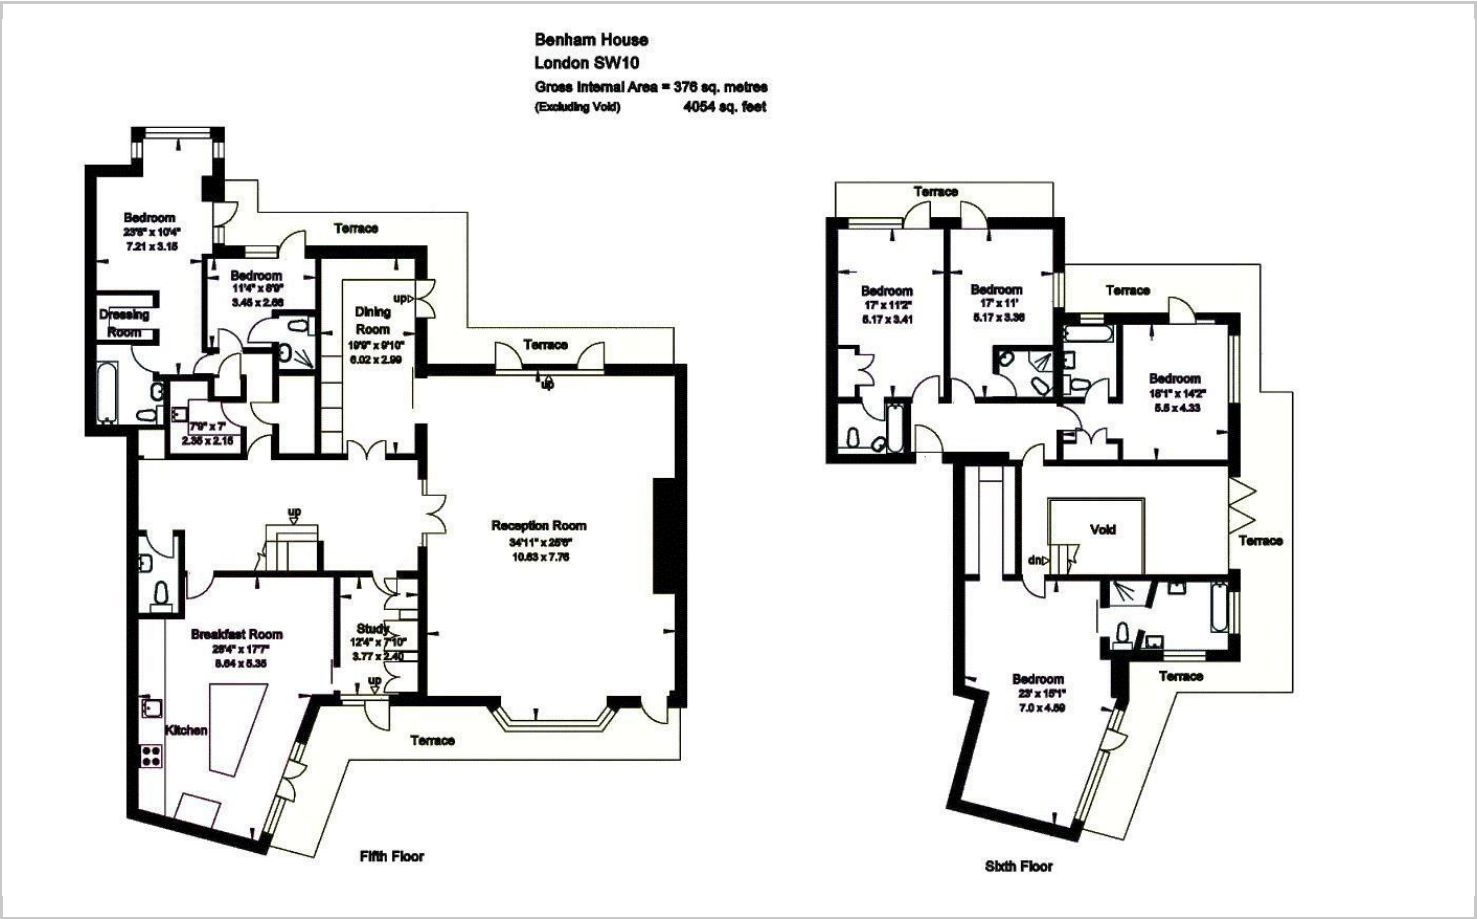 Benham House
London SW10
Gross Internal Area = 376 sq. metres
(Excluding Void) 4054 sq. feet
Bedroom
23'8" x 10'4"
7.21 x 3.15
Terrace
Bedroom
11'4" x 8'9"
3.45 x 2.66
Dressing
Room
up
Dining
Room
19'9" x 9'10"
6.02 x 2.99
Terrace
up
7'9" x 7'
2.35 x 2.15
up
Reception Room
34'11" x 25'6"
10.63 x 7.76
Breakfast Room
28'4" x 17'7"
8.64 x 5.35
Study
12'4" x 7'10"
3.77 x 2.40
up
Kitchen
Terrace
Fifth Floor
Terrace
Bedroom
17' x 11'2"
5.17 x 3.41
Bedroom
17' x 11'
5.17 x 3.36
Terrace
Bedroom
18'1" x 14'2"
5.5 x 4.33
Void
dn
Terrace
Bedroom
23' x 15'1"
7.0 x 4.59
Terrace
Sixth Floor